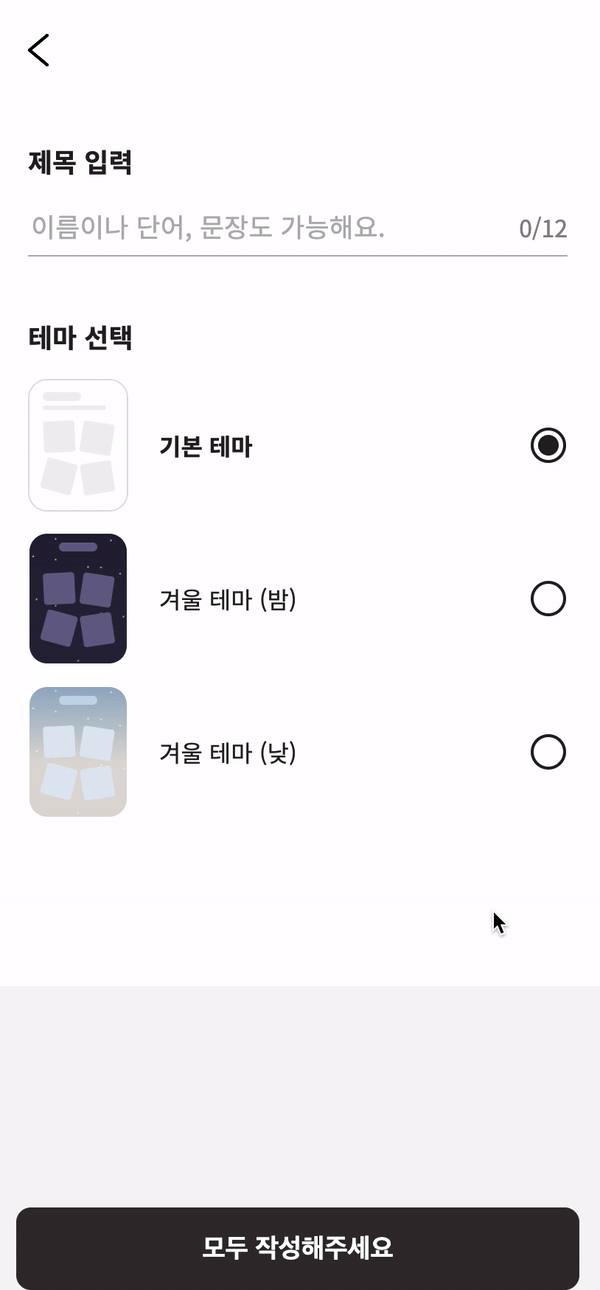 제목 입력
이름이나 단어, 문장도 가능해요.
0/12
테마 선택
기본 테마
겨울 테마 (밤)
겨울 테마 (낮)
모두 작성해주세요